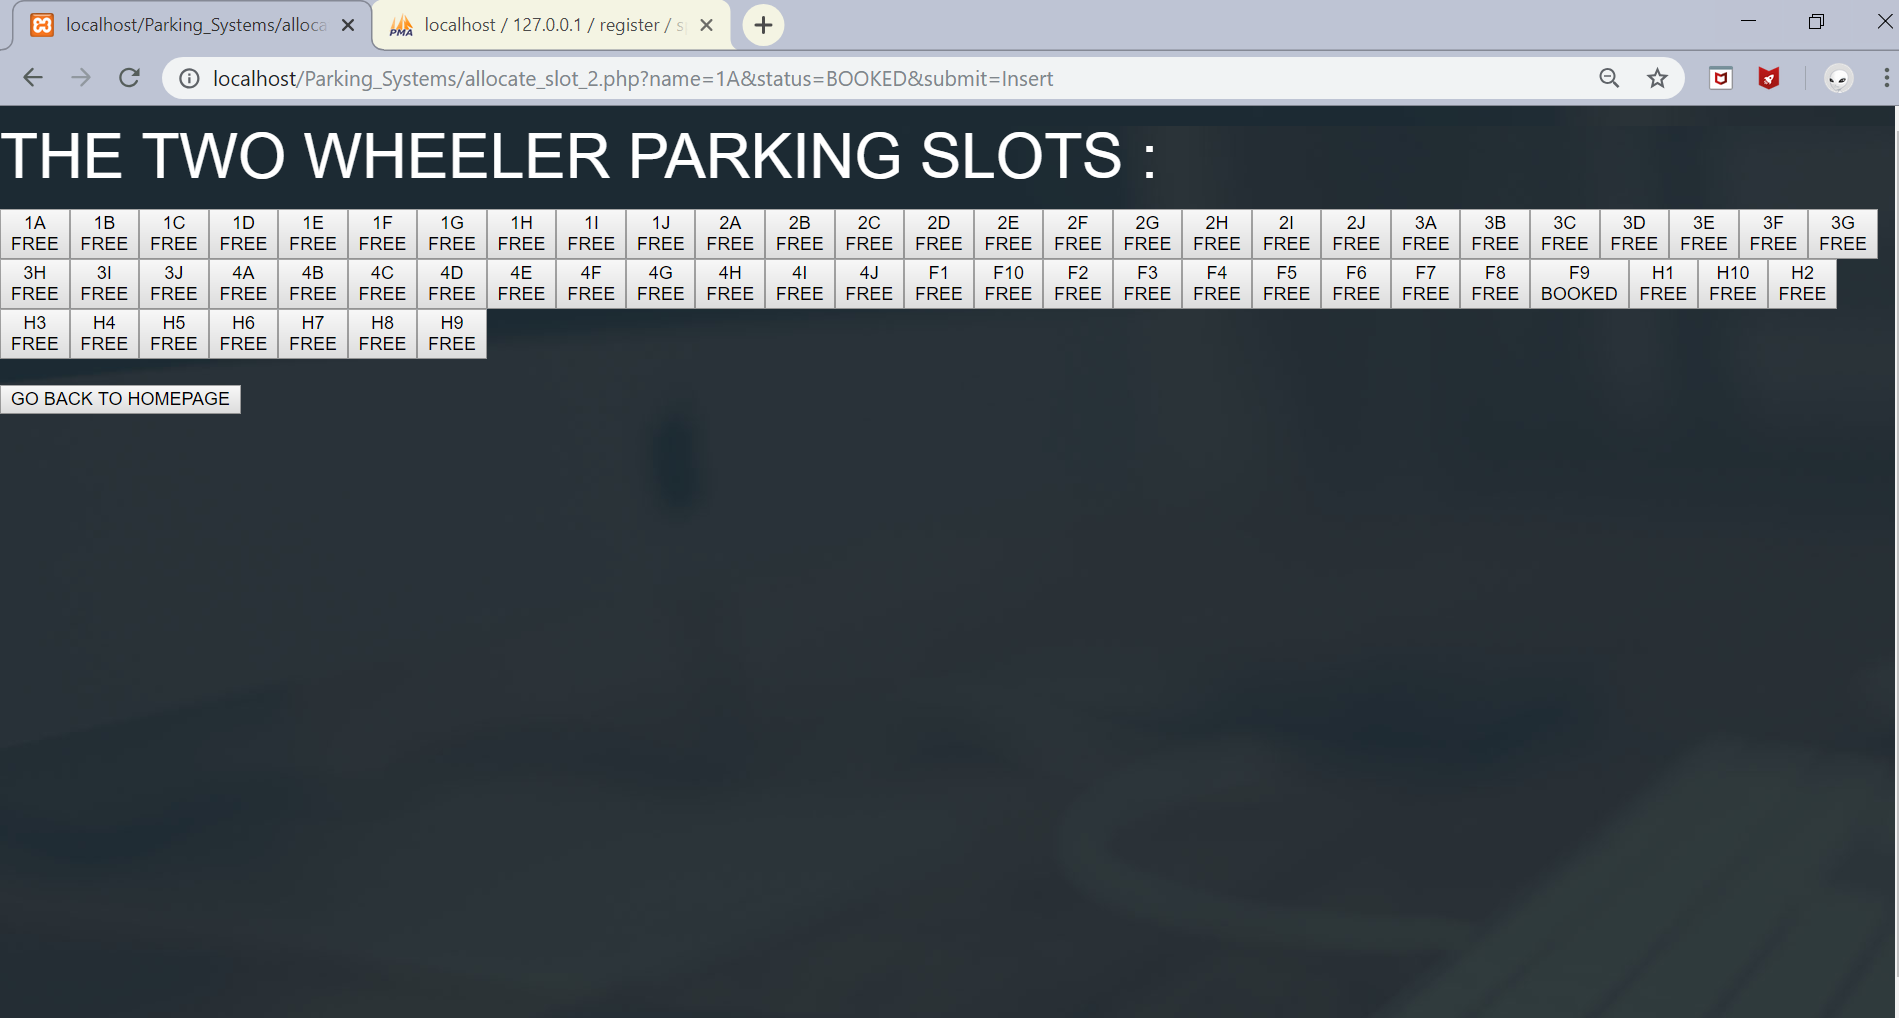 localhost/Parking_Systems/alloca
localhost / 127.0.0.1 / register / s
localhost/Parking_Systems/allocate_slot_2.php?name=1A&status=BOOKED&submit=Insert
THE TWO WHEELER PARKING SLOTS :
1A 1B 1C 1D 1E 1F 1G 1H 1I 1J 2A 2B 2C 2D 2E 2F 2G 2H 2I 2J 3A 3B 3C 3D 3E 3F 3G
FREE FREE FREE FREE FREE FREE FREE FREE FREE FREE FREE FREE FREE FREE FREE FREE FREE FREE FREE FREE FREE FREE FREE FREE FREE FREE FREE
3H 3I 3J 4A 4B 4C 4D 4E 4F 4G 4H 4I 4J F1 F10 F2 F3 F4 F5 F6 F7 F8 F9 H1 H10 H2
FREE FREE FREE FREE FREE FREE FREE FREE FREE FREE FREE FREE FREE FREE FREE FREE FREE FREE FREE FREE FREE FREE BOOKED FREE FREE FREE
H3 H4 H5 H6 H7 H8 H9
FREE FREE FREE FREE FREE FREE FREE
GO BACK TO HOMEPAGE
PMA